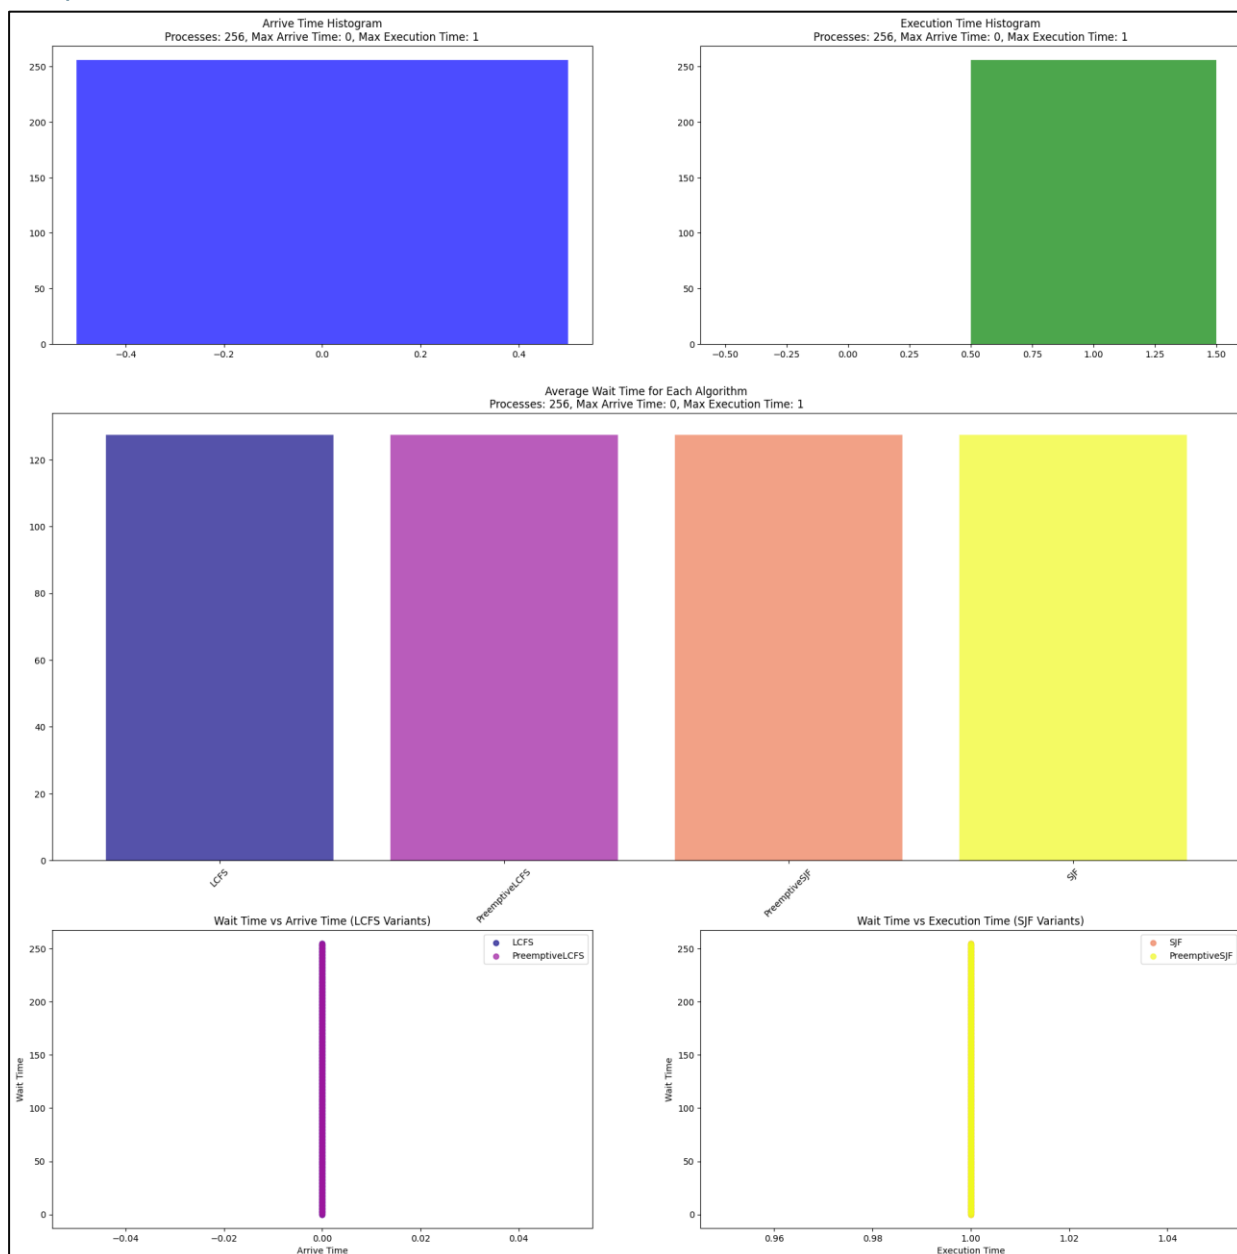 Arrive Time Histogram
Processes: 256, Max Arrive Time: 0, Max Execution Time: 1
250
200
150
100
50
0
−0.4 −0.2 0.0 0.2 0.4
Execution Time Histogram
Processes: 256, Max Arrive Time: 0, Max Execution Time: 1
250
200
150
100
50
0
−0.50 −0.25 0.00 0.25 0.50 0.75 1.00 1.25 1.50
Average Wait Time for Each Algorithm
Processes: 256, Max Arrive Time: 0, Max Execution Time: 1
120
100
80
60
40
20
0
LCFS
PreemptiveLCFS
PreemptiveSJF
SJF
Wait Time vs Arrive Time (LCFS Variants)
LCFS
PreemptiveLCFS
250
200
150
100
50
0
Wait Time
−0.04 −0.02 0.00 0.02 0.04
Arrive Time
Wait Time vs Execution Time (SJF Variants)
SJF
PreemptiveSJF
250
200
150
100
50
0
Wait Time
0.96 0.98 1.00 1.02 1.04
Execution Time